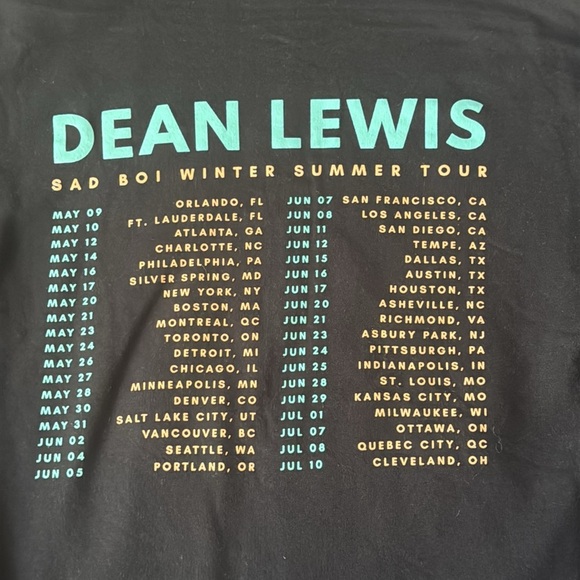 DEAN LEWIS
SAD BOI WINTER SUMMER TOUR
MAY 09 ORLANDO, FL
MAY 10 FT. LAUDERDALE, FL
MAY 12 ATLANTA, GA
MAY 14 CHARLOTTE, NC
MAY 16 PHILADELPHIA, PA
MAY 17 SILVER SPRING, MD
MAY 20 NEW YORK, NY
MAY 21 BOSTON, MA
MAY 23 MONTREAL, QC
MAY 24 TORONTO, ON
MAY 26 DETROIT, MI
MAY 27 CHICAGO, IL
MAY 28 MINNEAPOLIS, MN
MAY 30 DENVER, CO
MAY 31 SALT LAKE CITY, UT
JUN 02 VANCOUVER, BC
JUN 04 SEATTLE, WA
JUN 05 PORTLAND, OR
JUN 07 SAN FRANCISCO, CA
JUN 08 LOS ANGELES, CA
JUN 11 SAN DIEGO, CA
JUN 12 TEMPE, AZ
JUN 15 DALLAS, TX
JUN 16 AUSTIN, TX
JUN 17 HOUSTON, TX
JUN 20 ASHEVILLE, NC
JUN 21 RICHMOND, VA
JUN 23 ASBURY PARK, NJ
JUN 24 PITTSBURGH, PA
JUN 25 INDIANAPOLIS, IN
JUN 28 ST. LOUIS, MO
JUN 29 KANSAS CITY, MO
JUL 01 MILWAUKEE, WI
JUL 07 OTTAWA, ON
JUL 08 QUEBEC CITY, QC
JUL 10 CLEVELAND, OH